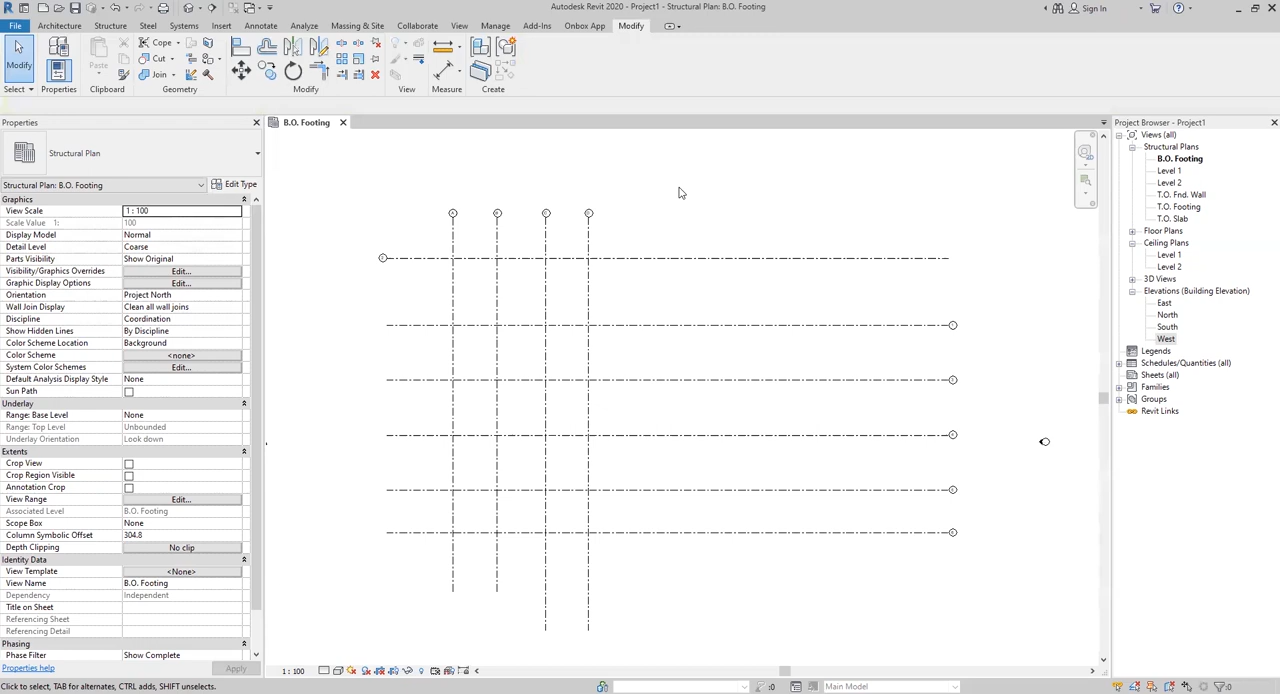 Autodesk Revit 2020 - Project1 - Structural Plan: B.O. Footing
Sign In
File Architecture Structure Steel Systems Insert Annotate Analyze Massing & Site Collaborate View Manage Add-Ins Onbox App Modify
Modify
Paste
Cope
Cut
Join
Select Properties Clipboard Geometry Modify View Measure Create
Properties
B.O. Footing
Project Browser - Project1
Structural Plan
Structural Plan: B.O. Footing
Edit Type
Graphics
View Scale 1 : 100
Scale Value 1: 100
Display Model Normal
Detail Level Coarse
Parts Visibility Show Original
Visibility/Graphics Overrides Edit...
Graphic Display Options Edit...
Orientation Project North
Wall Join Display Clean all wall joins
Discipline Coordination
Show Hidden Lines By Discipline
Color Scheme Location Background
Color Scheme <none>
System Color Schemes Edit...
Default Analysis Display Style None
Sun Path
Underlay
Range: Base Level None
Range: Top Level Unbounded
Underlay Orientation Look down
Extents
Crop View
Crop Region Visible
Annotation Crop
View Range Edit...
Associated Level B.O. Footing
Scope Box None
Column Symbolic Offset 304.8
Depth Clipping No clip
Identity Data
View Template <None>
View Name B.O. Footing
Dependency Independent
Title on Sheet
Referencing Sheet
Referencing Detail
Phasing
Phase Filter Show Complete
Properties help
Apply
Views (all)
Structural Plans
B.O. Footing
Level 1
Level 2
T.O. Fnd. Wall
T.O. Footing
T.O. Slab
Floor Plans
Ceiling Plans
Level 1
Level 2
3D Views
Elevations (Building Elevation)
East
North
South
West
Legends
Schedules/Quantities (all)
Sheets (all)
Families
Groups
Revit Links
1 : 100
Click to select, TAB for alternates, CTRL adds, SHIFT unselects.
:0
Main Model
:0